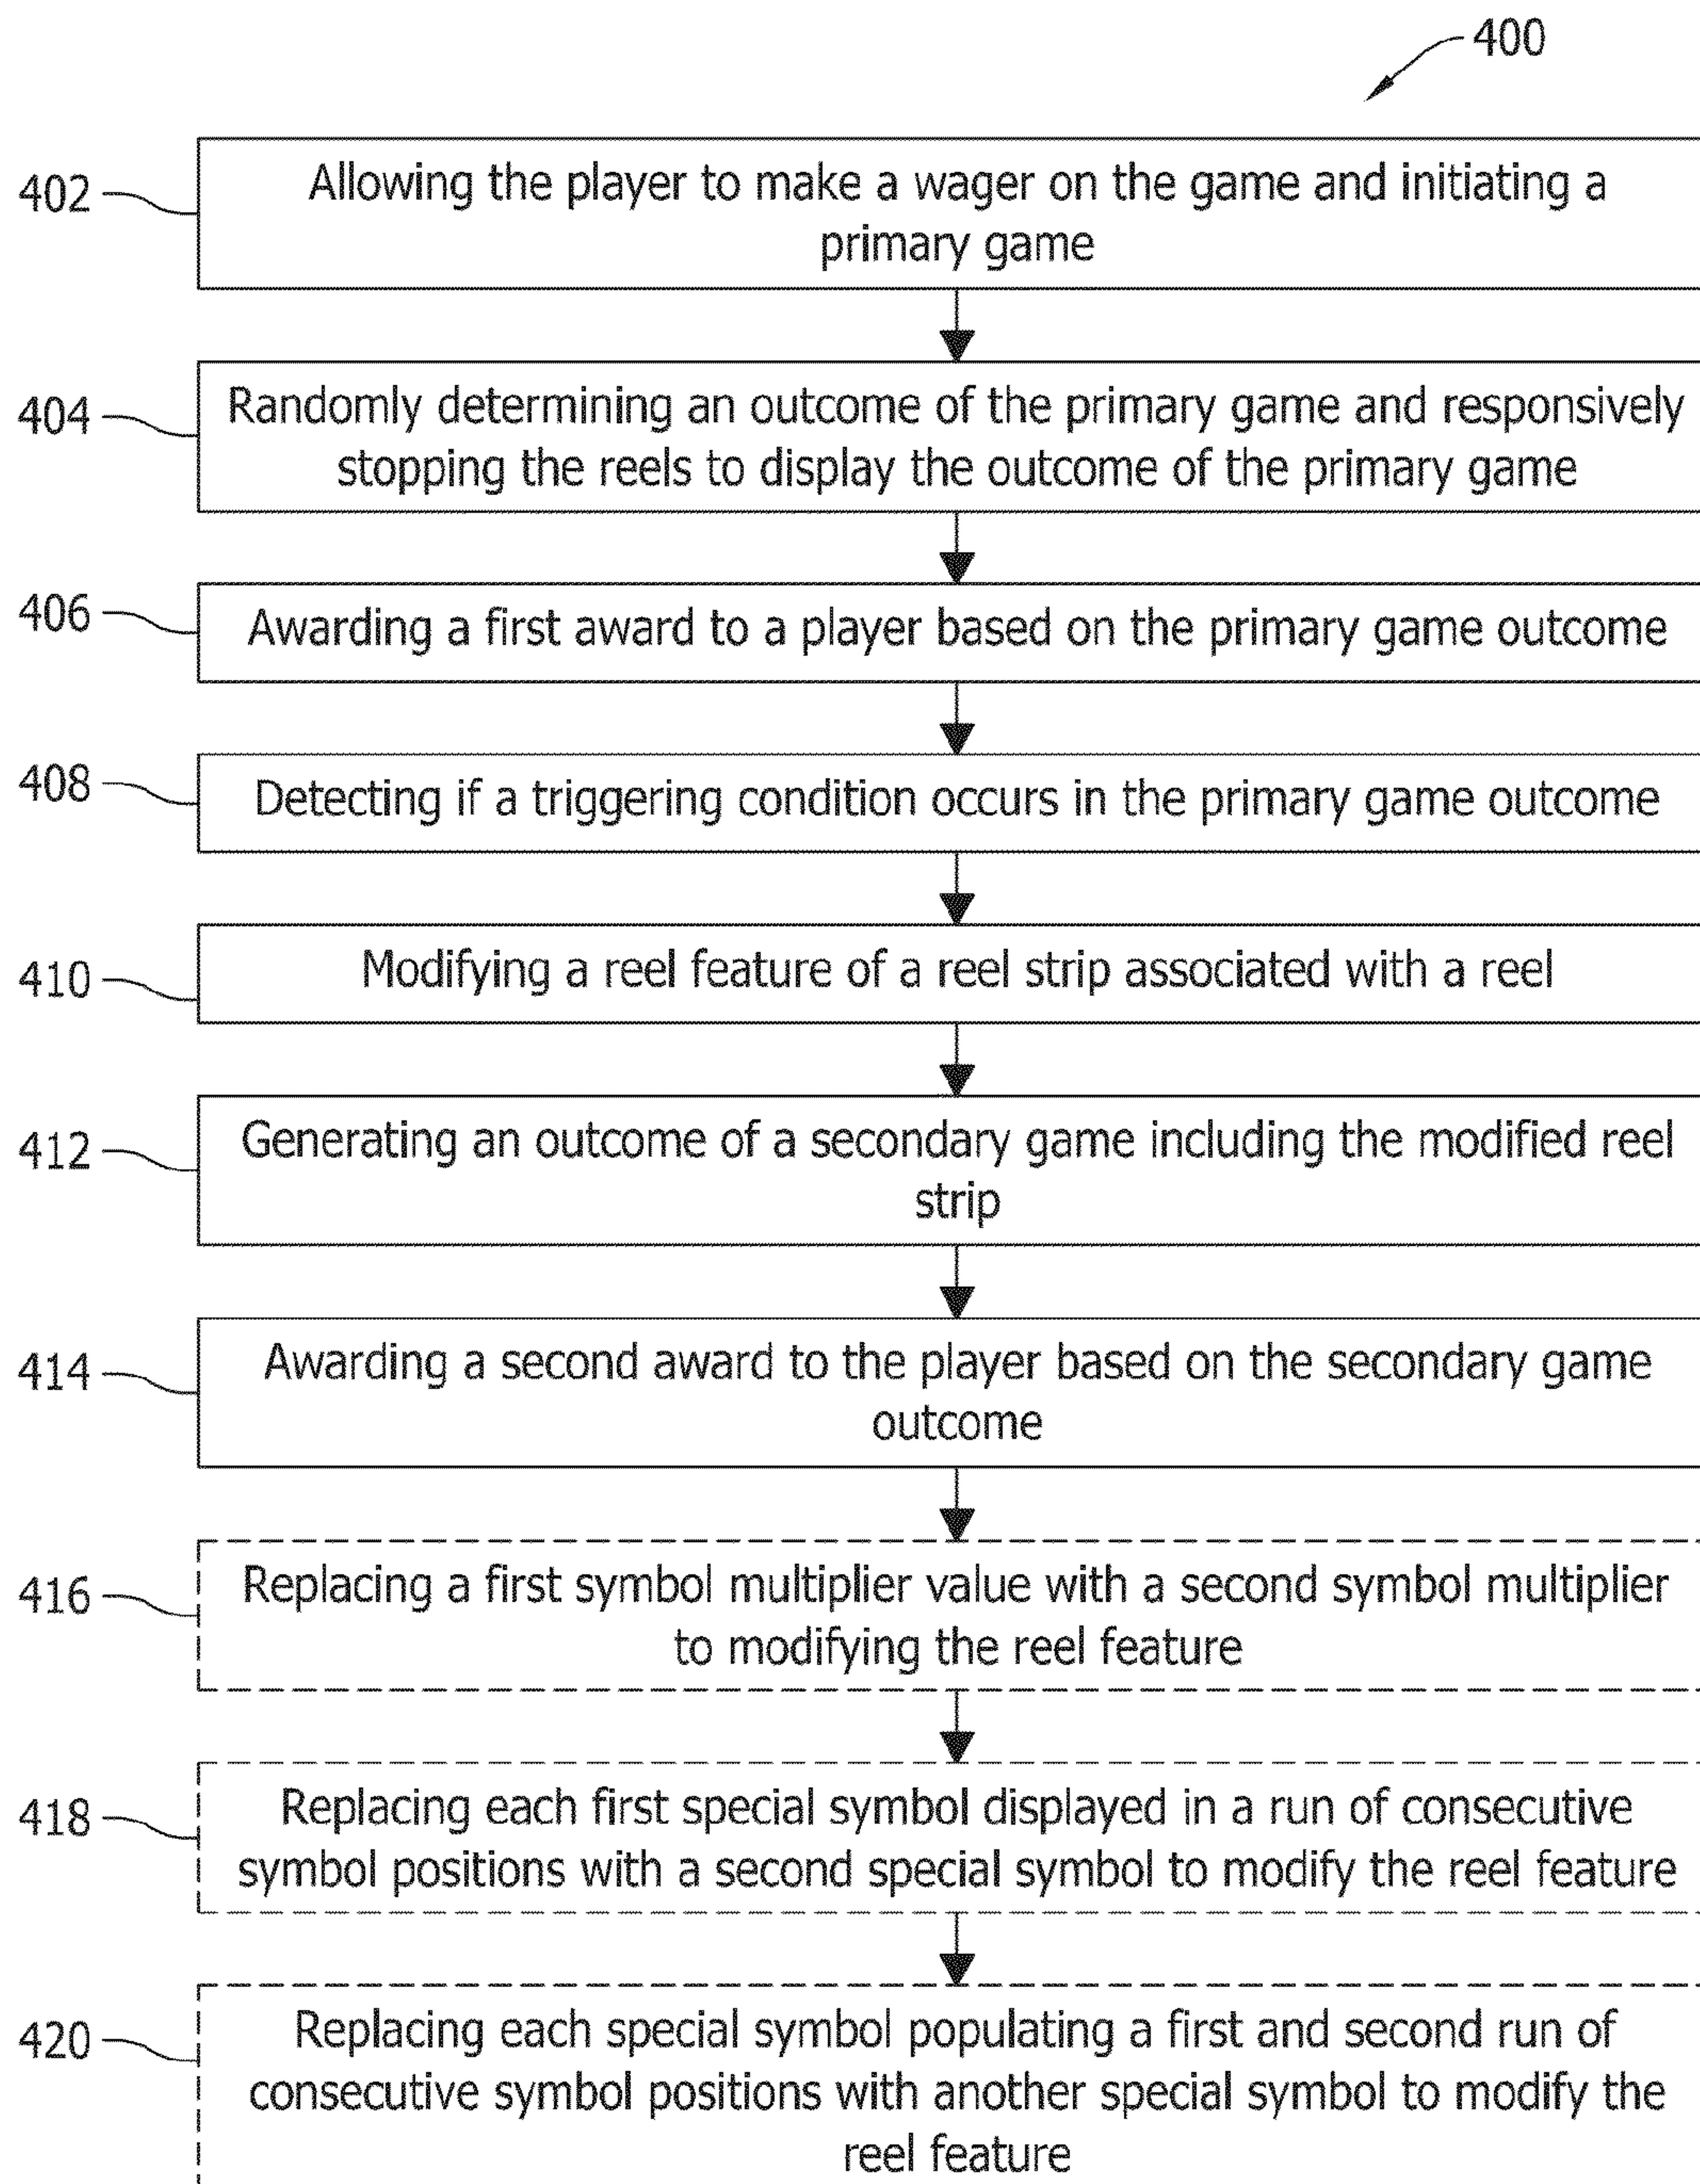 400
402
Allowing the player to make a wager on the game and initiating a
primary game
404
Randomly determining an outcome of the primary game and responsively
stopping the reels to display the outcome of the primary game
406
Awarding a first award to a player based on the primary game outcome
408
Detecting if a triggering condition occurs in the primary game outcome
410
Modifying a reel feature of a reel strip associated with a reel
412
Generating an outcome of a secondary game including the modified reel
strip
414
Awarding a second award to the player based on the secondary game
outcome
416
Replacing a first symbol multiplier value with a second symbol multiplier
to modifying the reel feature
418
Replacing each first special symbol displayed in a run of consecutive
symbol positions with a second special symbol to modify the reel feature
420
Replacing each special symbol populating a first and second run of
consecutive symbol positions with another special symbol to modify the
reel feature